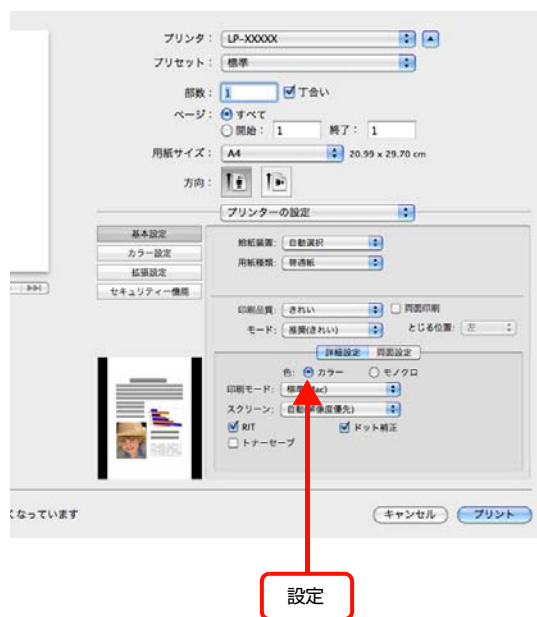 プリンタ： LP-XXXXX
プリセット： 標準
部数： 1 丁合い
ページ： すべて
開始： 1 終了： 1
用紙サイズ： A4 20.99 x 29.70 cm
方向：
プリンターの設定
基本設定
カラー設定
拡張設定
セキュリティー機能
給紙装置： 自動選択
用紙種類： 普通紙
印刷品質： きれい 両面印刷
モード： 推奨(きれい) とじる位置： 左
詳細設定 両面設定
色： カラー モノクロ
印刷モード： 標準(Mac)
スクリーン： 自動(解像度優先)
RIT ドット補正
トナーセーブ
くなっています
キャンセル プリント
設定